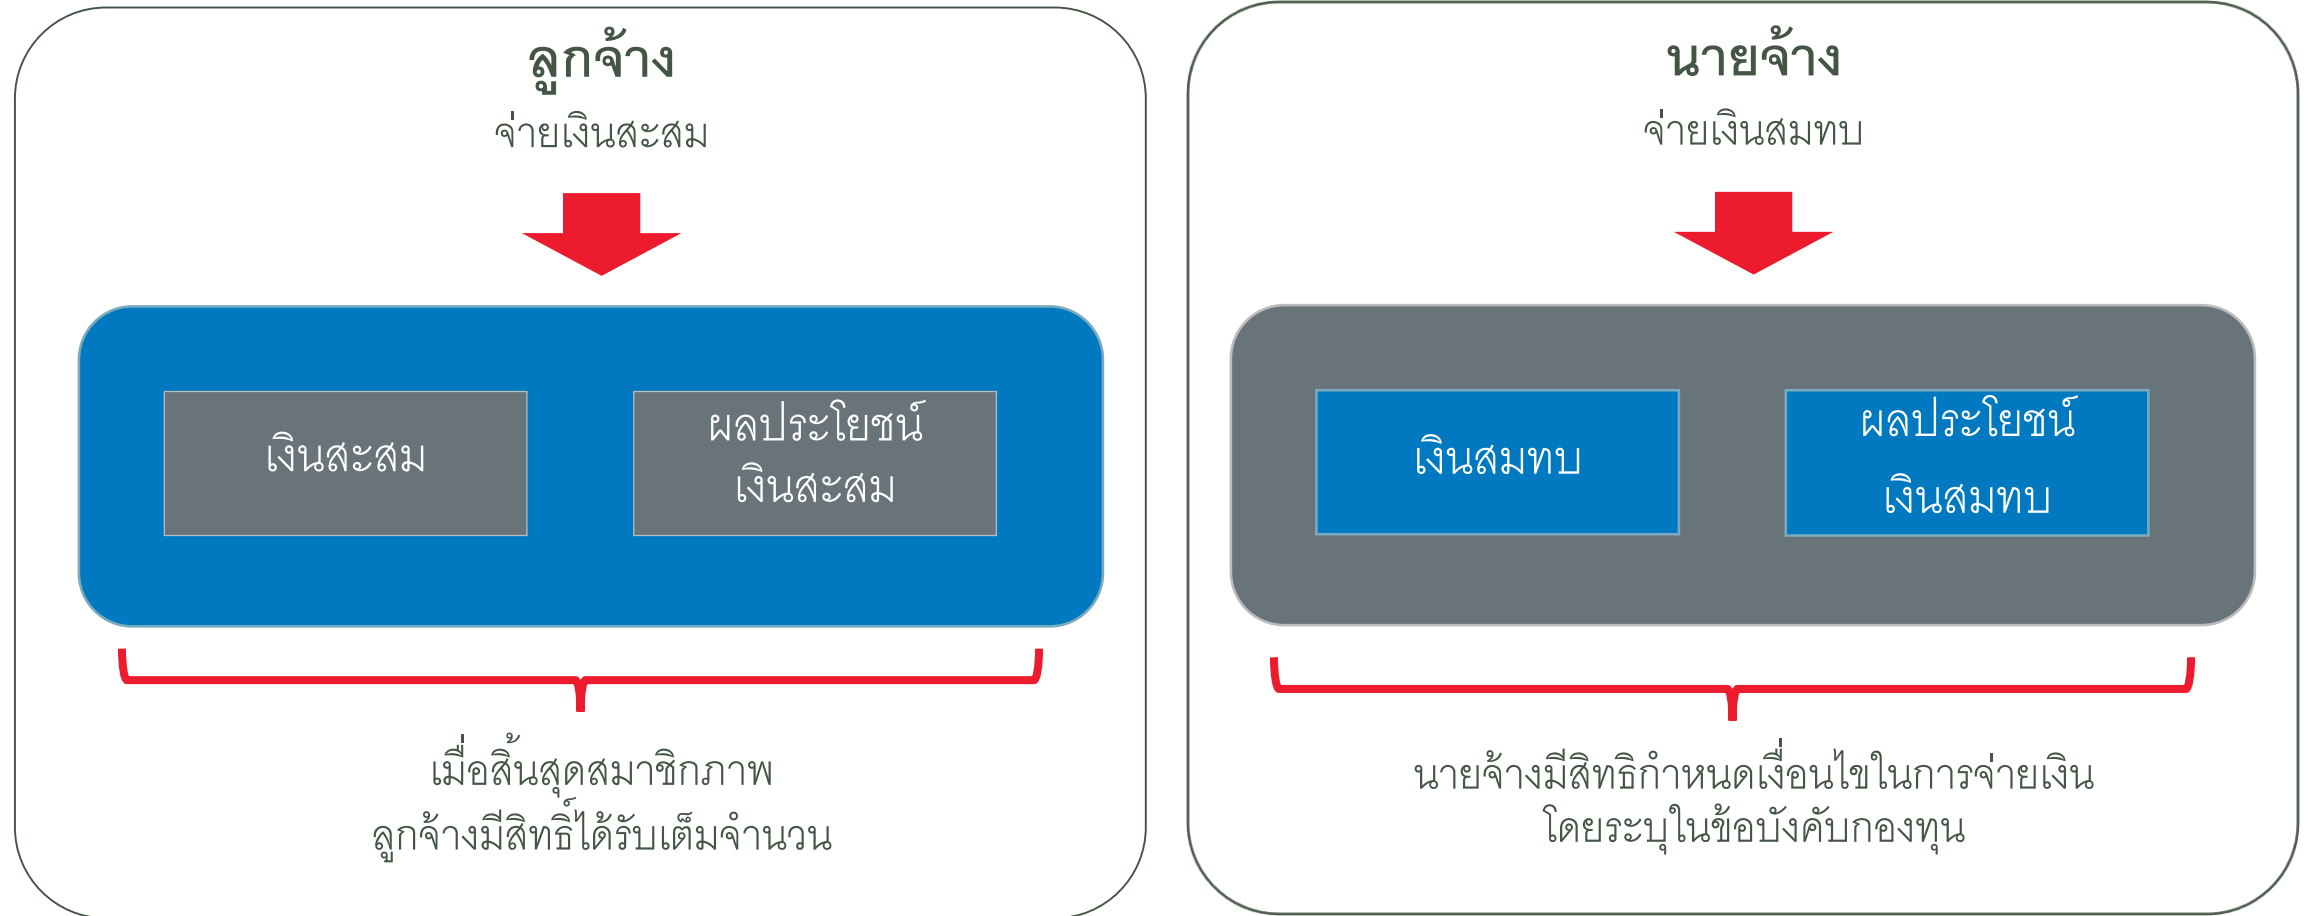 ลูกจ้าง
จ่ายเงินสะสม
เงินสะสม
ผลประโยชน์
เงินสะสม
เมื่อสิ้นสุดสมาชิกภาพ
ลูกจ้างมีสิทธิ์ได้รับเต็มจำนวน
นายจ้าง
จ่ายเงินสมทบ
เงินสมทบ
ผลประโยชน์
เงินสมทบ
นายจ้างมีสิทธิกำหนดเงื่อนไขในการจ่ายเงิน
โดยระบุในข้อบังคับกองทุน